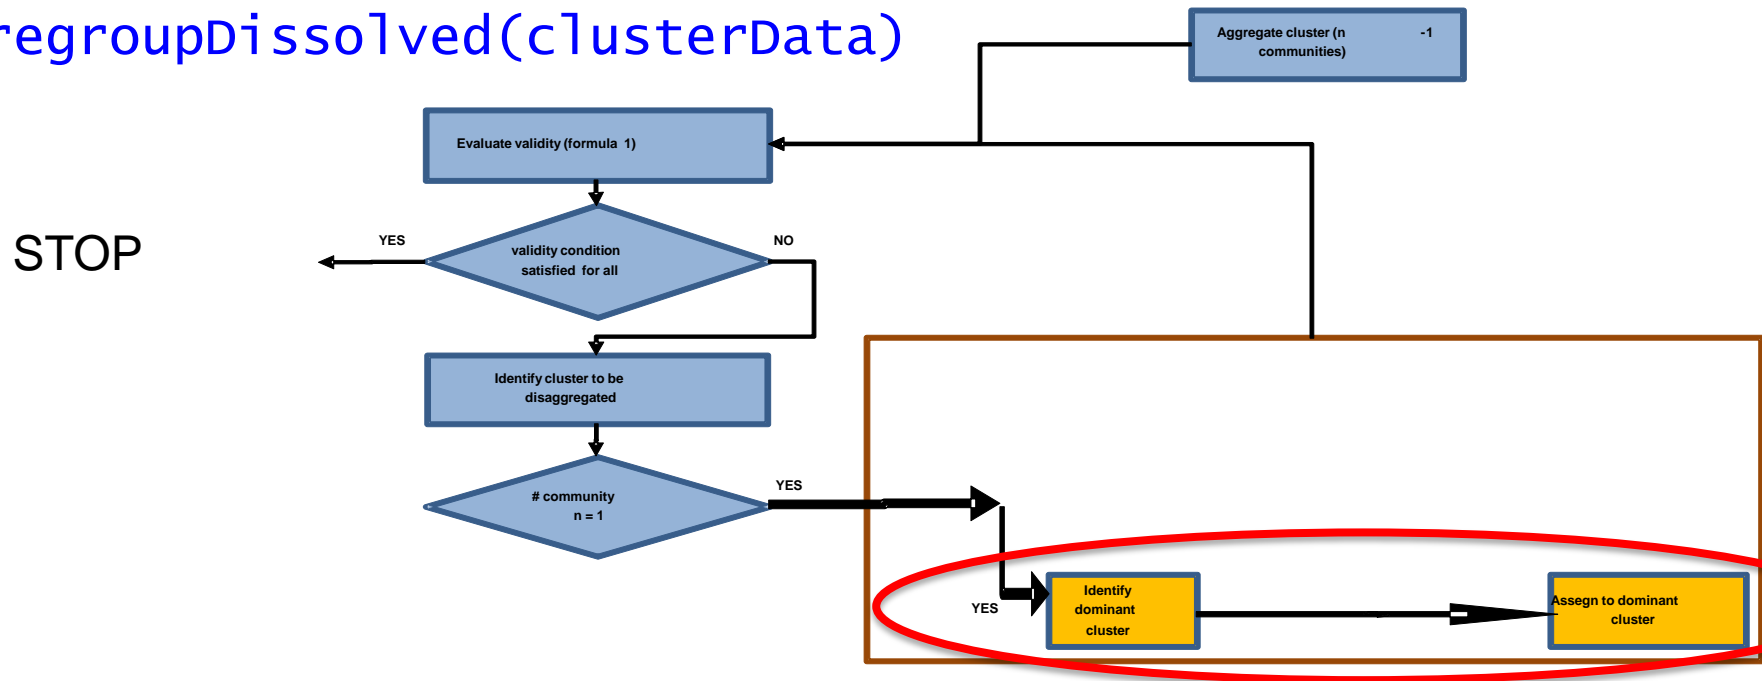 regroupDissolved(clusterData)
Aggregate cluster (n -1
communities)
Evaluate validity (formula 1)
STOP
YES
validity condition
satisfied for all
NO
Identify cluster to be
disaggregated
# community
n = 1
YES
YES
Identify
dominant
cluster
Assegn to dominant
cluster